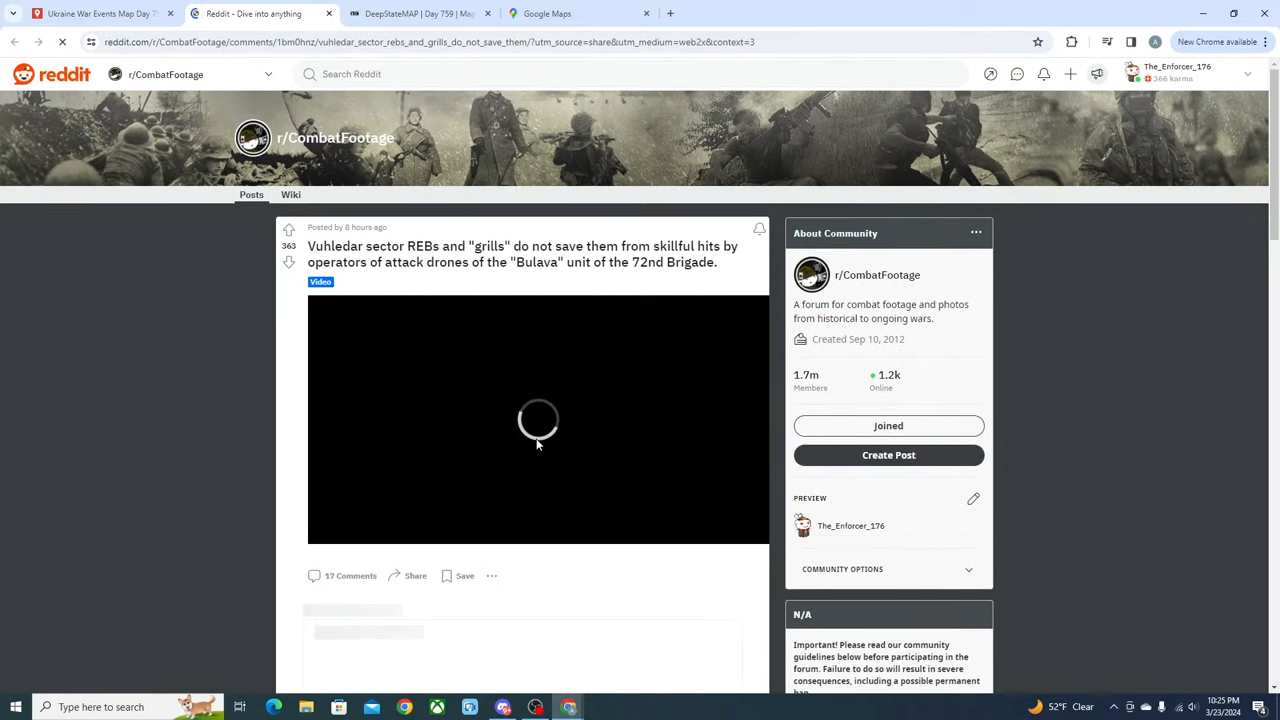 Ukraine War Events Map Day 75
Reddit - Dive into anything
DeepStateMAP | Day 759 | Map
Google Maps
reddit.com/r/CombatFootage/comments/1bm0hnz/vuhledar_sector_rebs_and_grills_do_not_save_them/?utm_source=share&utm_medium=web2x&context=3
A
New Chrome available
reddit
r/CombatFootage
Search Reddit
The_Enforcer_176
366 karma
r/CombatFootage
Posts
Wiki
Posted by 8 hours ago
363
Vuhledar sector REBs and "grills" do not save them from skillful hits by
operators of attack drones of the "Bulava" unit of the 72nd Brigade.
Video
17 Comments
Share
Save
About Community
r/CombatFootage
A forum for combat footage and photos
from historical to ongoing wars.
Created Sep 10, 2012
1.7m
Members
1.2k
Online
Joined
Create Post
PREVIEW
The_Enforcer_176
COMMUNITY OPTIONS
N/A
Important! Please read our community
guidelines below before participating in the
forum. Failure to do so will result in severe
consequences, including a possible permanent
ban.
Type here to search
52°F Clear
10:25 PM
3/23/2024